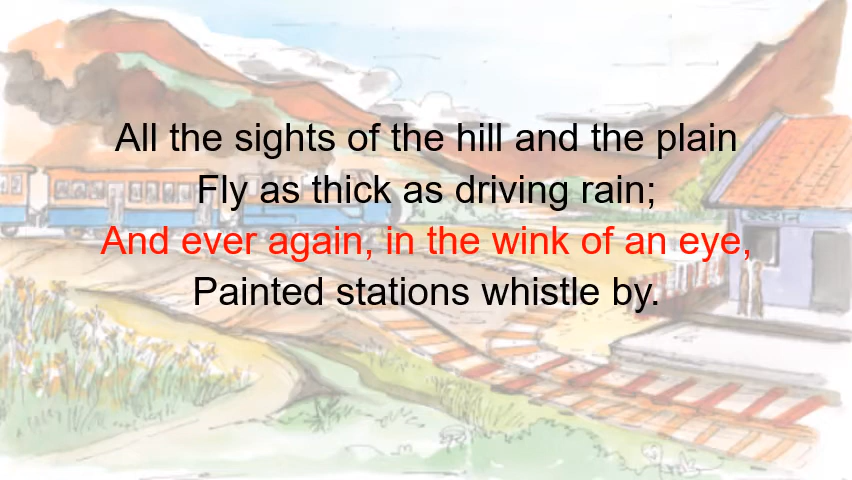 All the sights of the hill and the plain
Fly as thick as driving rain;
And ever again, in the wink of an eye,
Painted stations whistle by.
स्टेशन